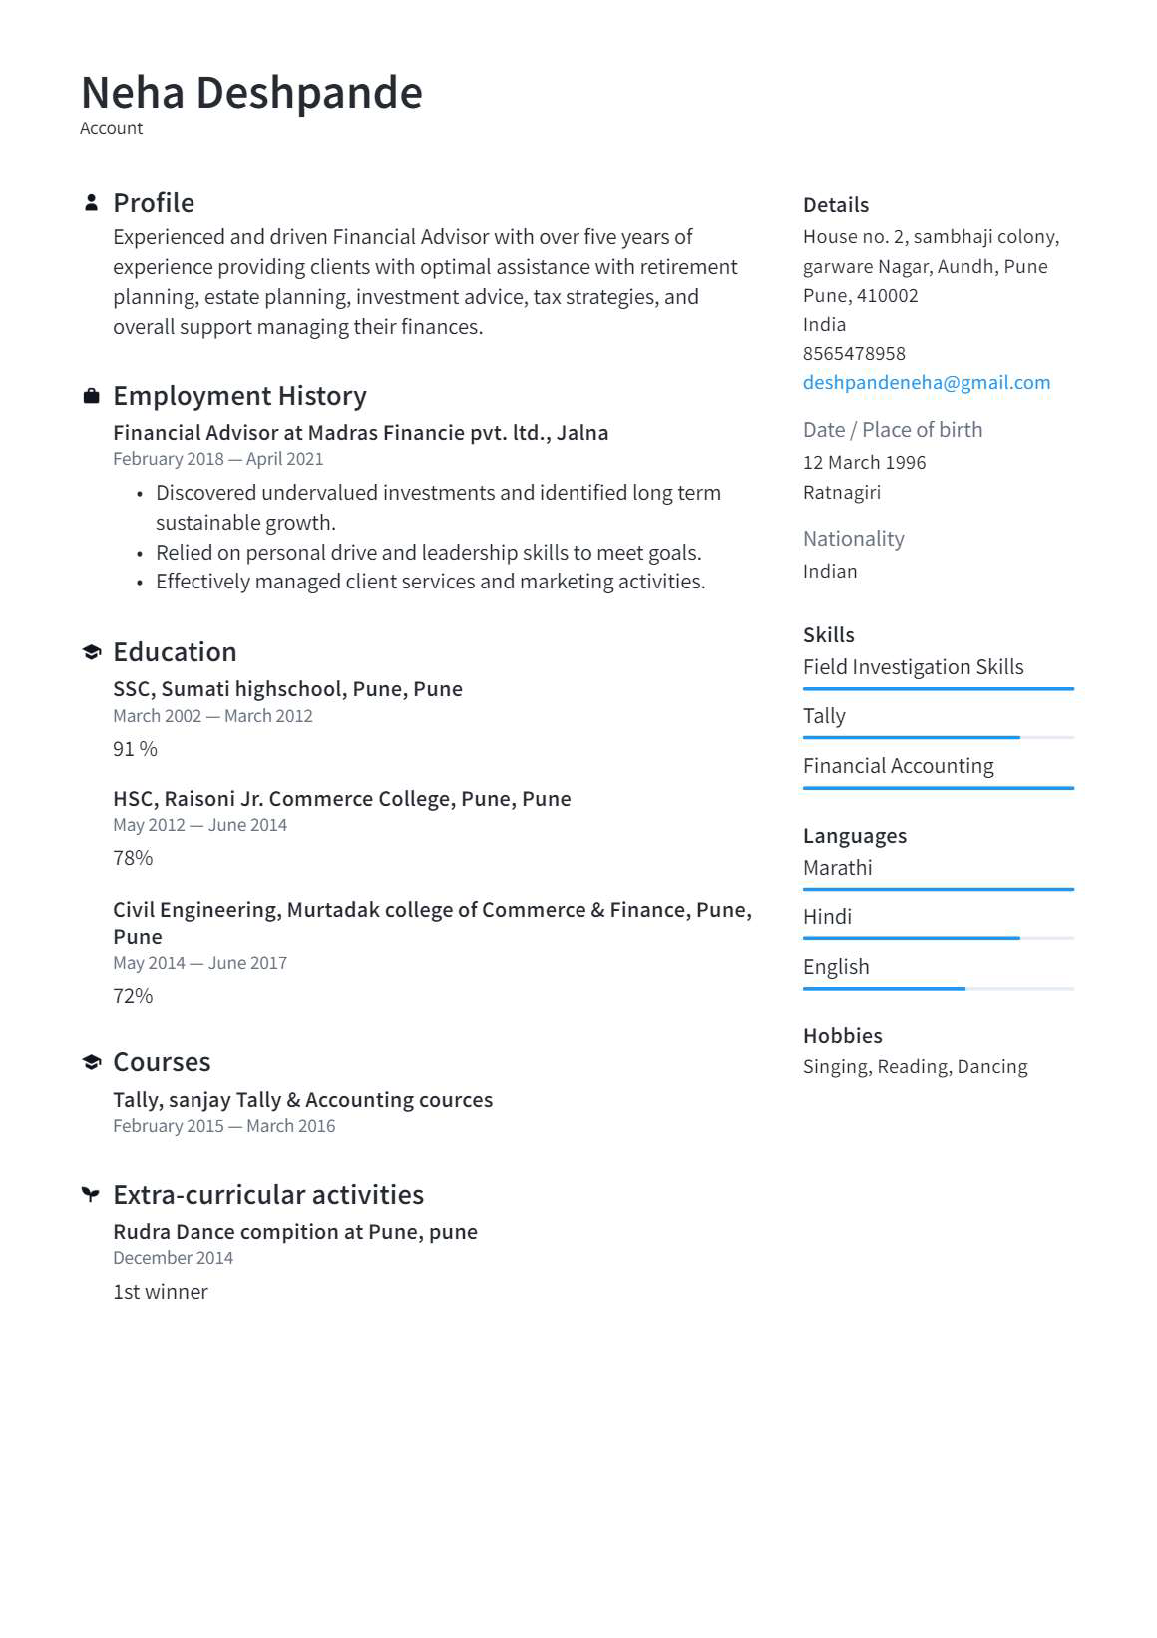 Neha Deshpande
Account
Profile
Experienced and driven Financial Advisor with over five years of
experience providing clients with optimal assistance with retirement
planning, estate planning, investment advice, tax strategies, and
overall support managing their finances.
Employment History
Financial Advisor at Madras Financie pvt. ltd., Jalna
February 2018 — April 2021
• Discovered undervalued investments and identified long term
sustainable growth.
• Relied on personal drive and leadership skills to meet goals.
• Effectively managed client services and marketing activities.
Education
SSC, Sumati highschool, Pune, Pune
March 2002 — March 2012
91 %
HSC, Raisoni Jr. Commerce College, Pune, Pune
May 2012 — June 2014
78%
Civil Engineering, Murtadak college of Commerce & Finance, Pune,
Pune
May 2014 — June 2017
72%
Courses
Tally, sanjay Tally & Accounting cources
February 2015 — March 2016
Extra-curricular activities
Rudra Dance compition at Pune, pune
December 2014
1st winner
Details
House no. 2, sambhaji colony,
garware Nagar, Aundh, Pune
Pune, 410002
India
8565478958
deshpandeneha@gmail.com
Date / Place of birth
12 March 1996
Ratnagiri
Nationality
Indian
Skills
Field Investigation Skills
Tally
Financial Accounting
Languages
Marathi
Hindi
English
Hobbies
Singing, Reading, Dancing